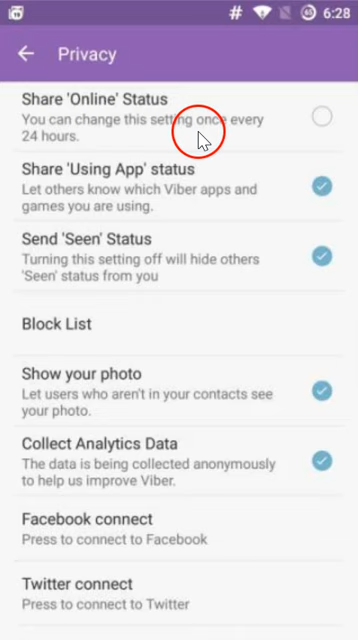 # 6:28
Privacy
Share 'Online' Status
You can change this setting once every
24 hours.
Share 'Using App' status
Let others know which Viber apps and
games you are using.
Send 'Seen' Status
Turning this setting off will hide others
'Seen' status from you
Block List
Show your photo
Let users who aren't in your contacts see
your photo.
Collect Analytics Data
The data is being collected anonymously
to help us improve Viber.
Facebook connect
Press to connect to Facebook
Twitter connect
Press to connect to Twitter